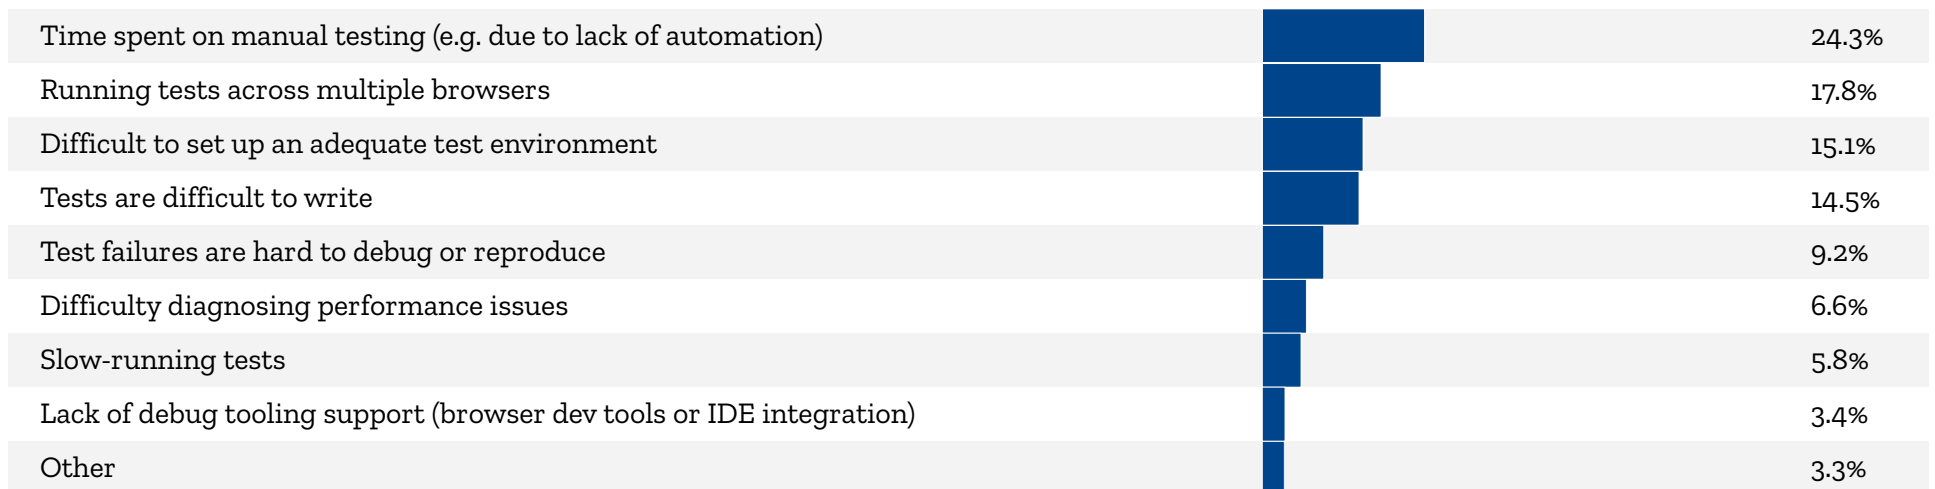 Time spent on manual testing (e.g. due to lack of automation) 24.3%
Running tests across multiple browsers 17.8%
Difficult to set up an adequate test environment 15.1%
Tests are difficult to write 14.5%
Test failures are hard to debug or reproduce 9.2%
Difficulty diagnosing performance issues 6.6%
Slow-running tests 5.8%
Lack of debug tooling support (browser dev tools or IDE integration) 3.4%
Other 3.3%